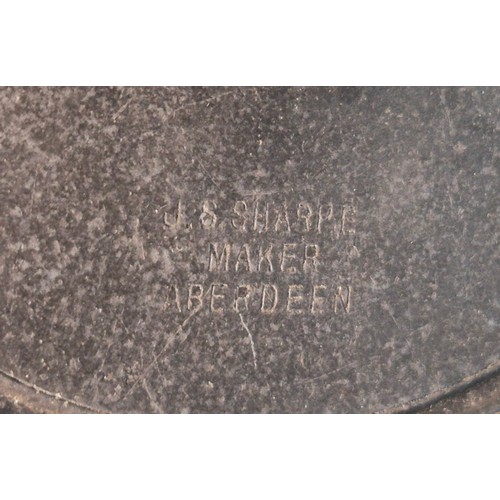 J. S. SHARPE
MAKER
ABERDEEN